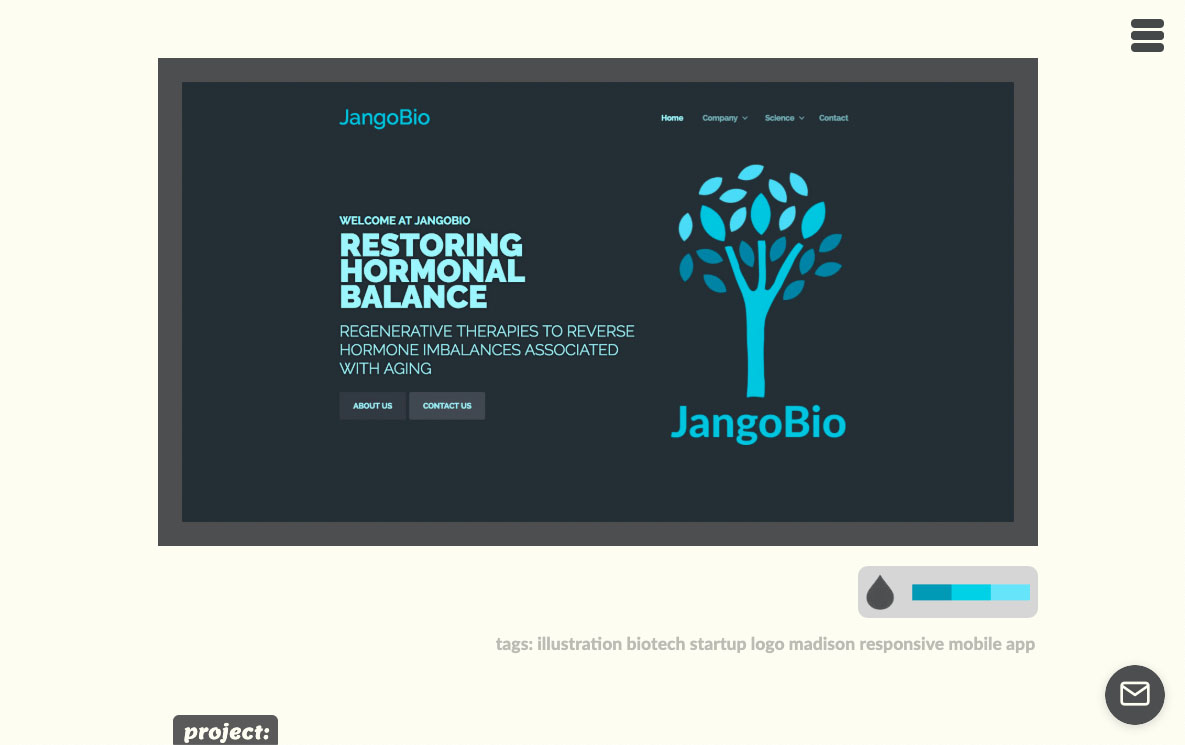 JangoBio
Home Company Science Contact
WELCOME AT JANGOBIO
RESTORING
HORMONAL
BALANCE
REGENERATIVE THERAPIES TO REVERSE
HORMONE IMBALANCES ASSOCIATED
WITH AGING
ABOUT US CONTACT US
JangoBio
tags: illustration biotech startup logo madison responsive mobile app
project: